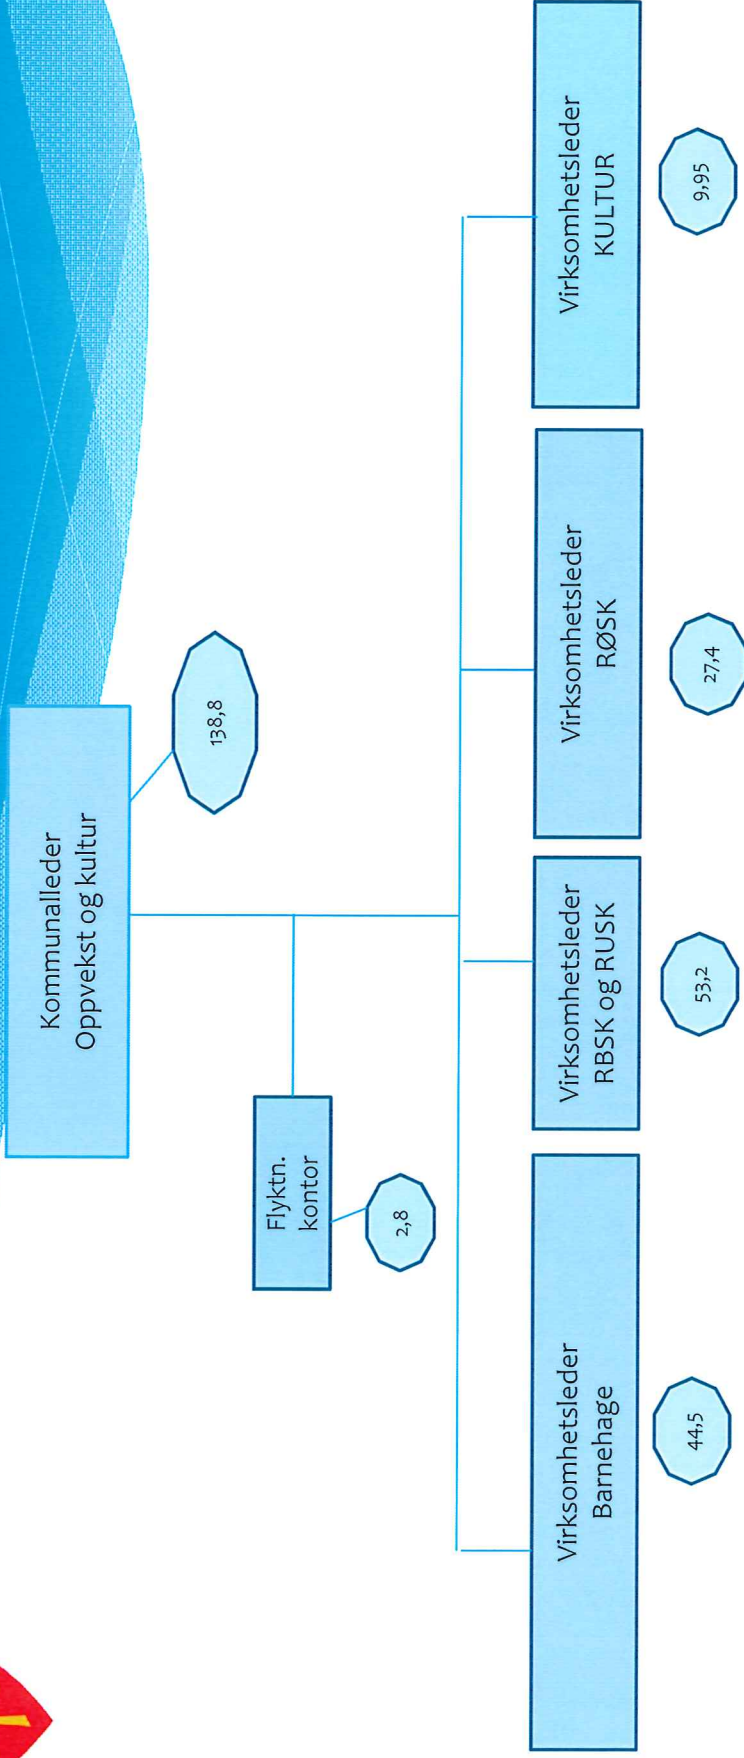 Kommunalleder
Oppvekst og kultur
138,8
Flyktn.
kontor
2,8
Virksomhetsleder
Barnehage
44,5
Virksomhetsleder
RBSK og RUSK
53,2
Virksomhetsleder
RØSK
27,4
Virksomhetsleder
KULTUR
9,95